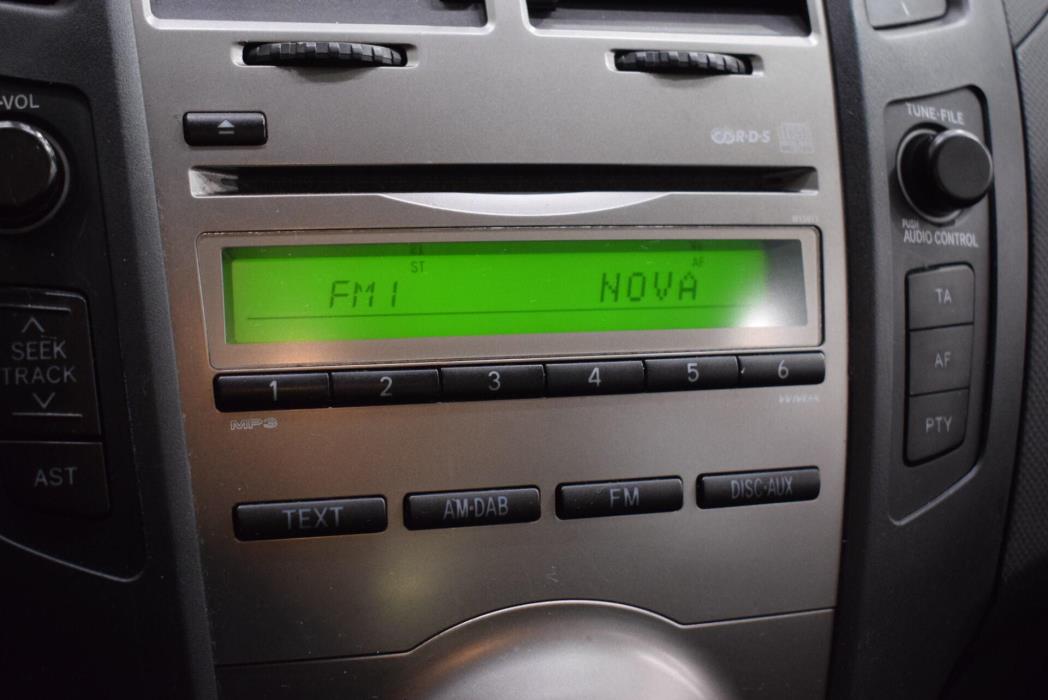 -VOL
R·D·S
TUNE·FILE
PUSH
AUDIO CONTROL
ST
AF
FM1
NOVA
SEEK
TRACK
TA
AF
PTY
1 2 3 4 5 6
MP3
WMA
AST
TEXT
AM·DAB
FM
DISC·AUX